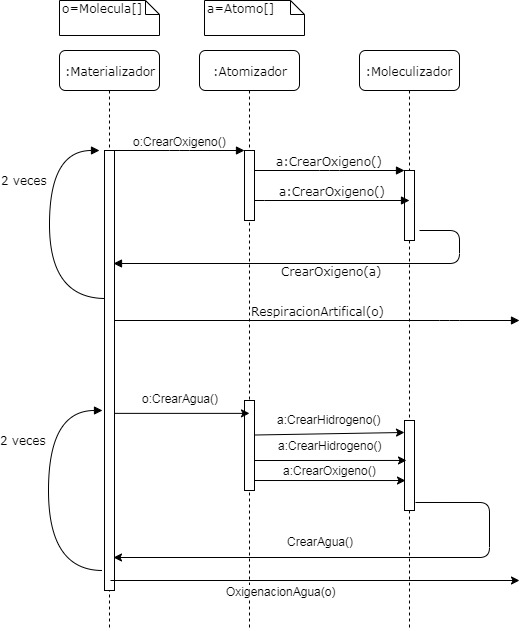 o=Molecula[]
a=Atomo[]
:Materializador
:Atomizador
:Moleculizador
o:CrearOxigeno()
a:CrearOxigeno()
2 veces
a:CrearOxigeno()
CrearOxigeno(a)
RespiracionArtifical(o)
o:CrearAgua()
a:CrearHidrogeno()
2 veces
a:CrearHidrogeno()
a:CrearOxigeno()
CrearAgua()
OxigenacionAgua(o)